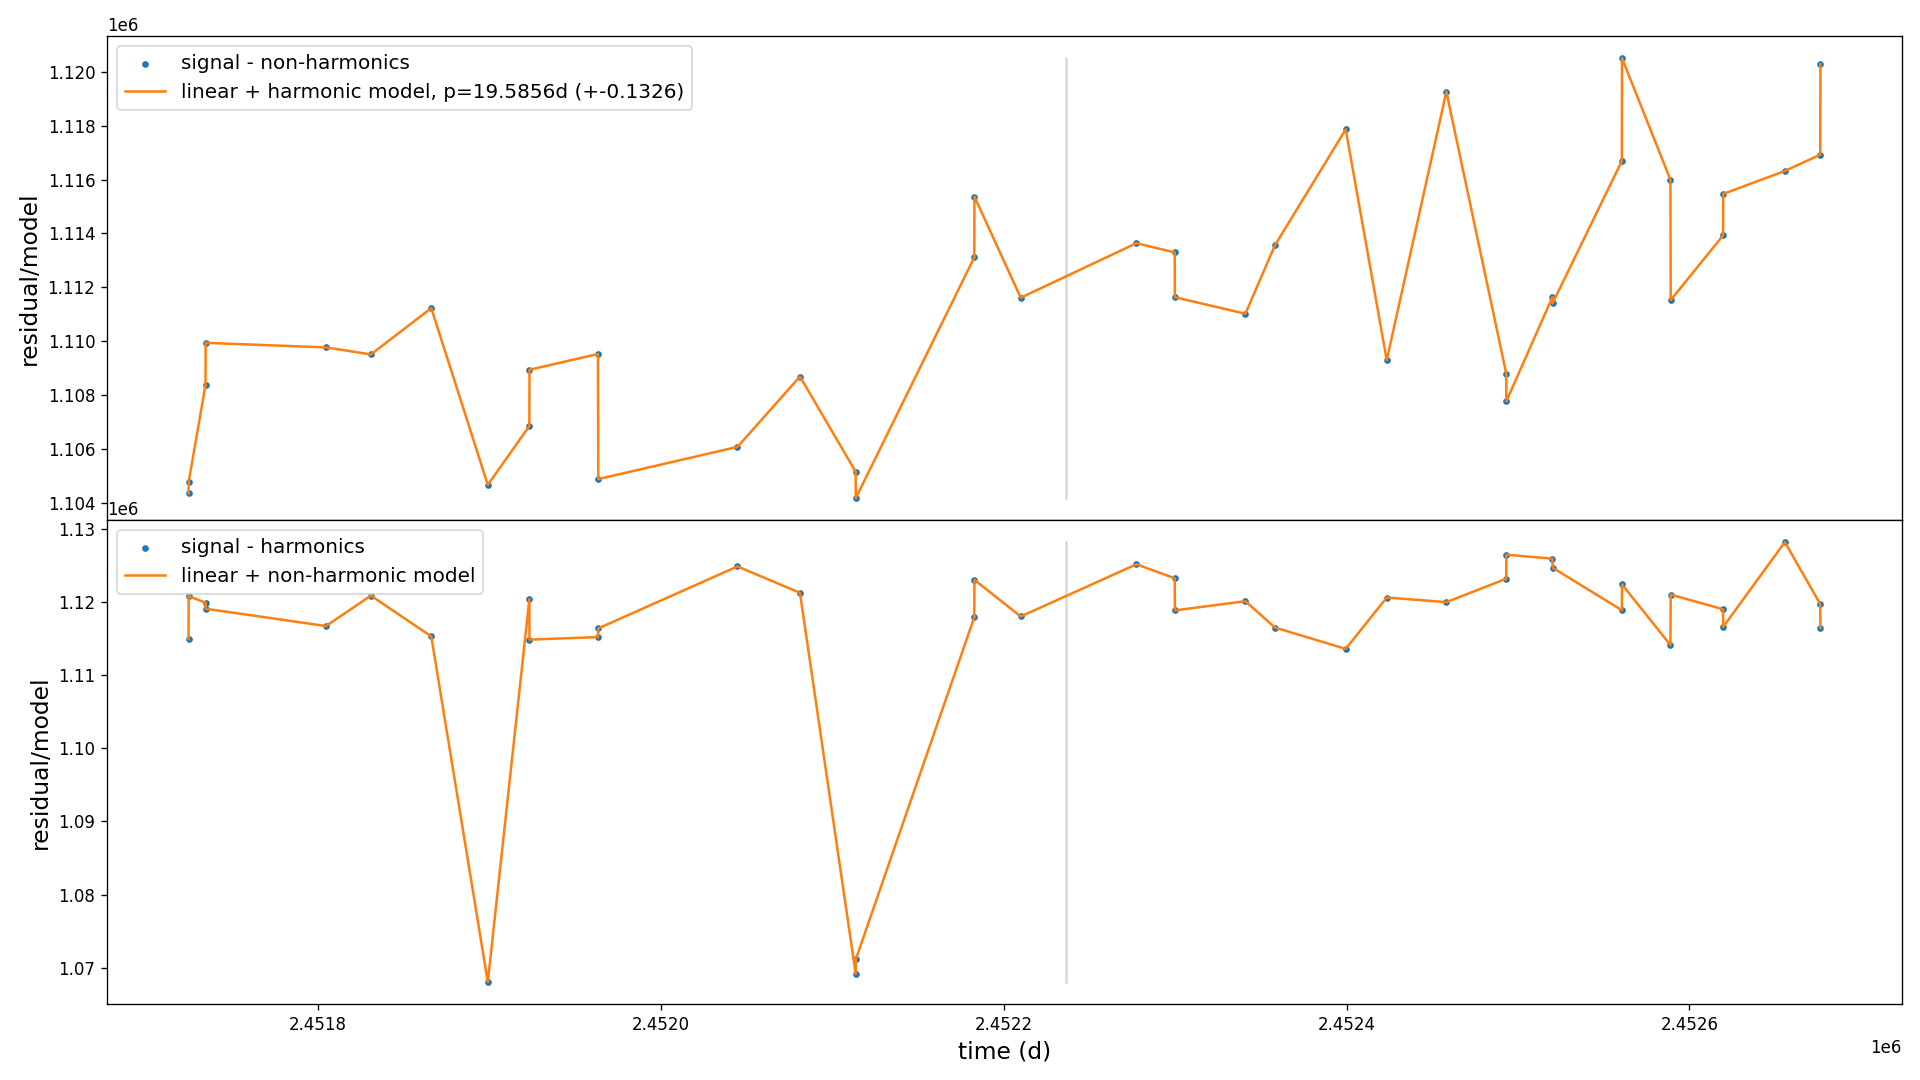 1e6
signal - non-harmonics
linear + harmonic model, p=19.5856d (+-0.1326)
1.120
1.118
1.116
1.114
1.112
1.110
1.108
1.106
1.104
residual/model
1e6
signal - harmonics
linear + non-harmonic model
1.13
1.12
1.11
1.10
1.09
1.08
1.07
residual/model
2.4518
2.4520
2.4522
2.4524
2.4526
time (d)
1e6